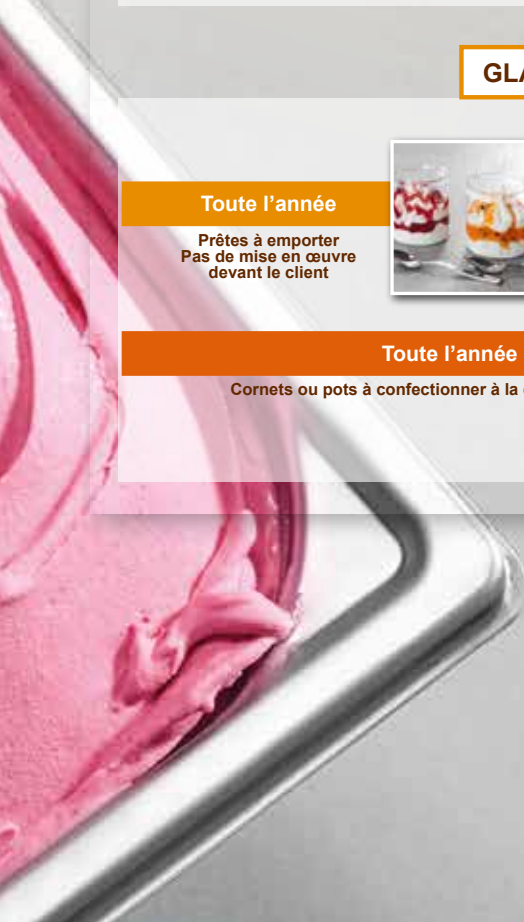 GLA
Toute l'année
Prêtes à emporter
Pas de mise en œuvre
devant le client
Toute l'année
Cornets ou pots à confectionner à la